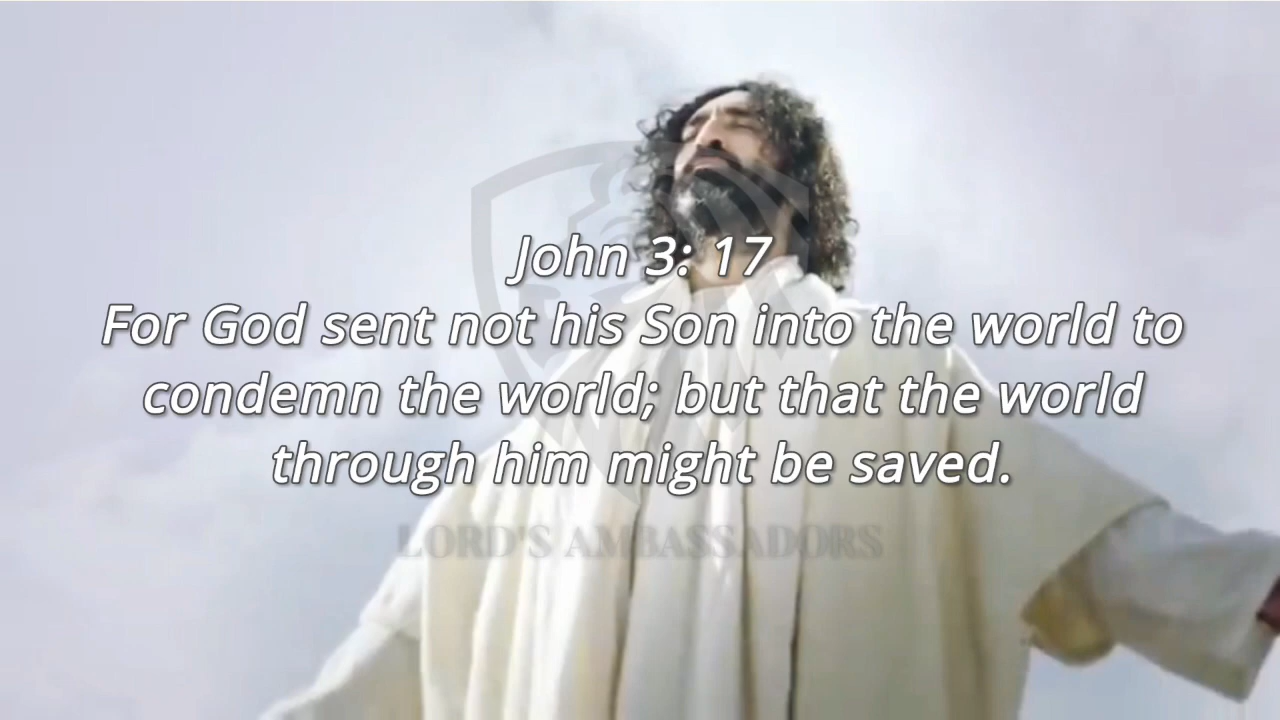 John 3: 17
For God sent not his Son into the world to
condemn the world; but that the world
through him might be saved.
LORD'S AMBASSADORS